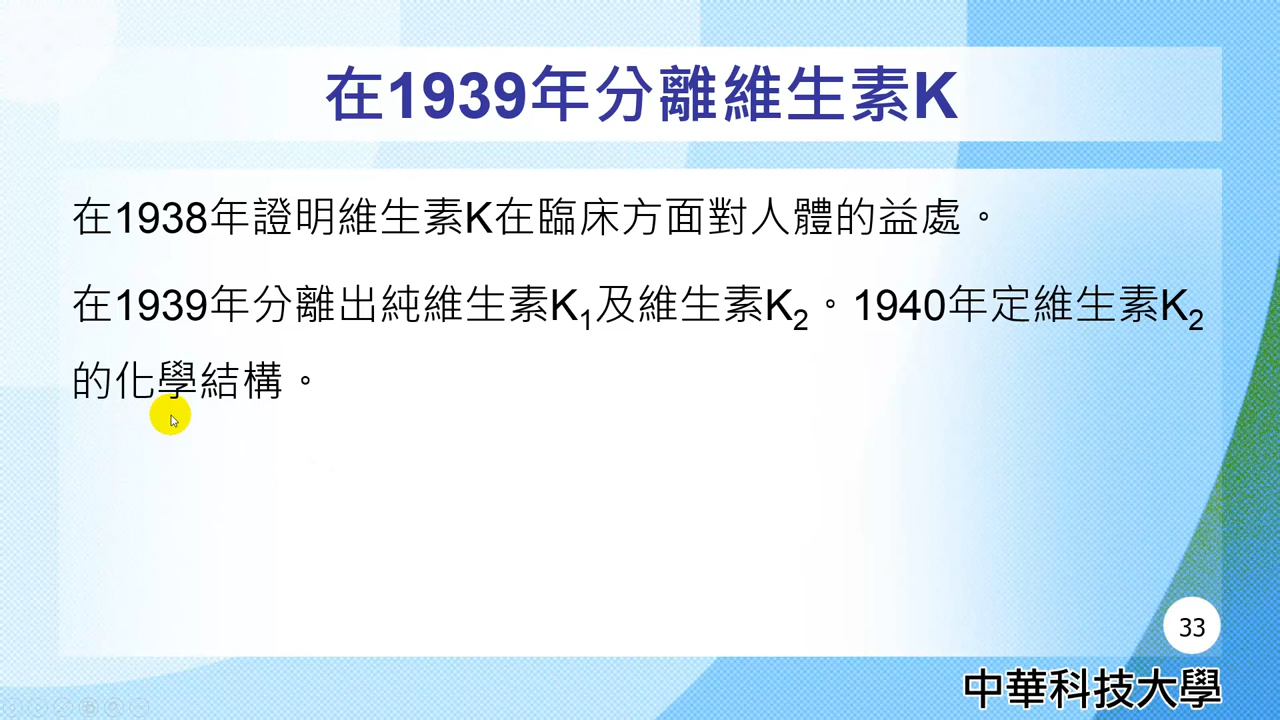 在1939年分離維生素K
在1938年證明維生素K在臨床方面對人體的益處。
在1939年分離出純維生素K₁及維生素K₂。1940年定維生素K₂
的化學結構。
33
中華科技大學